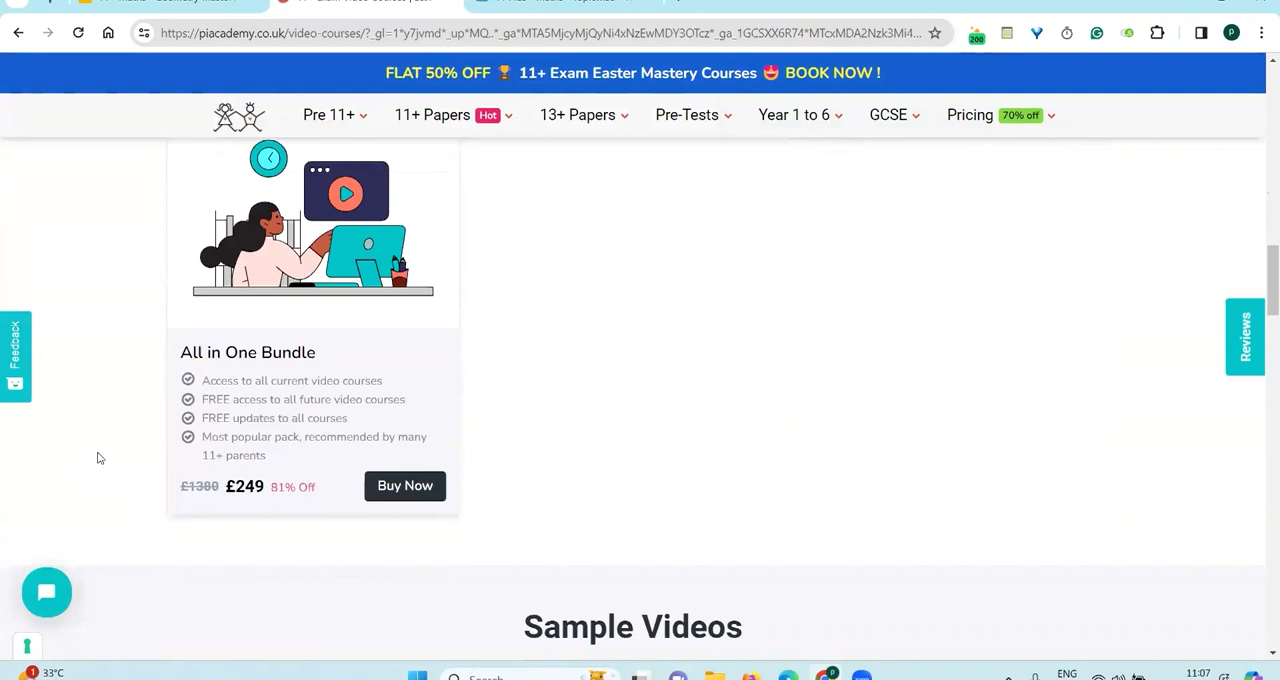 https://piacademy.co.uk/video-courses/?_gl=1*y7jvmd*_up*MQ..*_ga*MTA5MjcyMjQyNi4xNzEwMDY3OTcz*_ga_1GCSXX6R74*MTcxMDA2Nzk3Mi4...
200
P
FLAT 50% OFF 🏆 11+ Exam Easter Mastery Courses 🤩 BOOK NOW !
Pre 11+ 11+ Papers Hot 13+ Papers Pre-Tests Year 1 to 6 GCSE Pricing 70% off
Feedback
Reviews
All in One Bundle
Access to all current video courses
FREE access to all future video courses
FREE updates to all courses
Most popular pack, recommended by many
11+ parents
£1380 £249 81% Off Buy Now
Sample Videos
1 33°C Search ENG 11:07